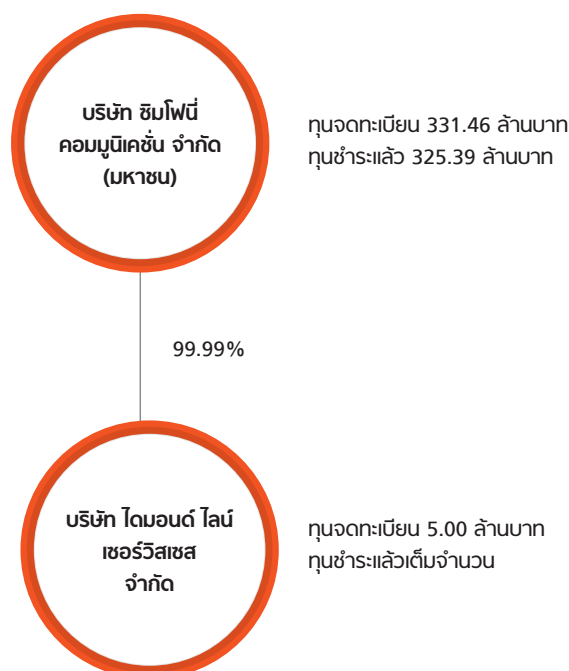 บริษัท ซิมโฟนี่
คอมมูนิเคชั่น จำกัด
(มหาชน)
ทุนจดทะเบียน 331.46 ล้านบาท
ทุนชำระแล้ว 325.39 ล้านบาท
99.99%
บริษัท ไดมอนด์ ไลน์
เซอร์วิสเซส
จำกัด
ทุนจดทะเบียน 5.00 ล้านบาท
ทุนชำระแล้วเต็มจำนวน